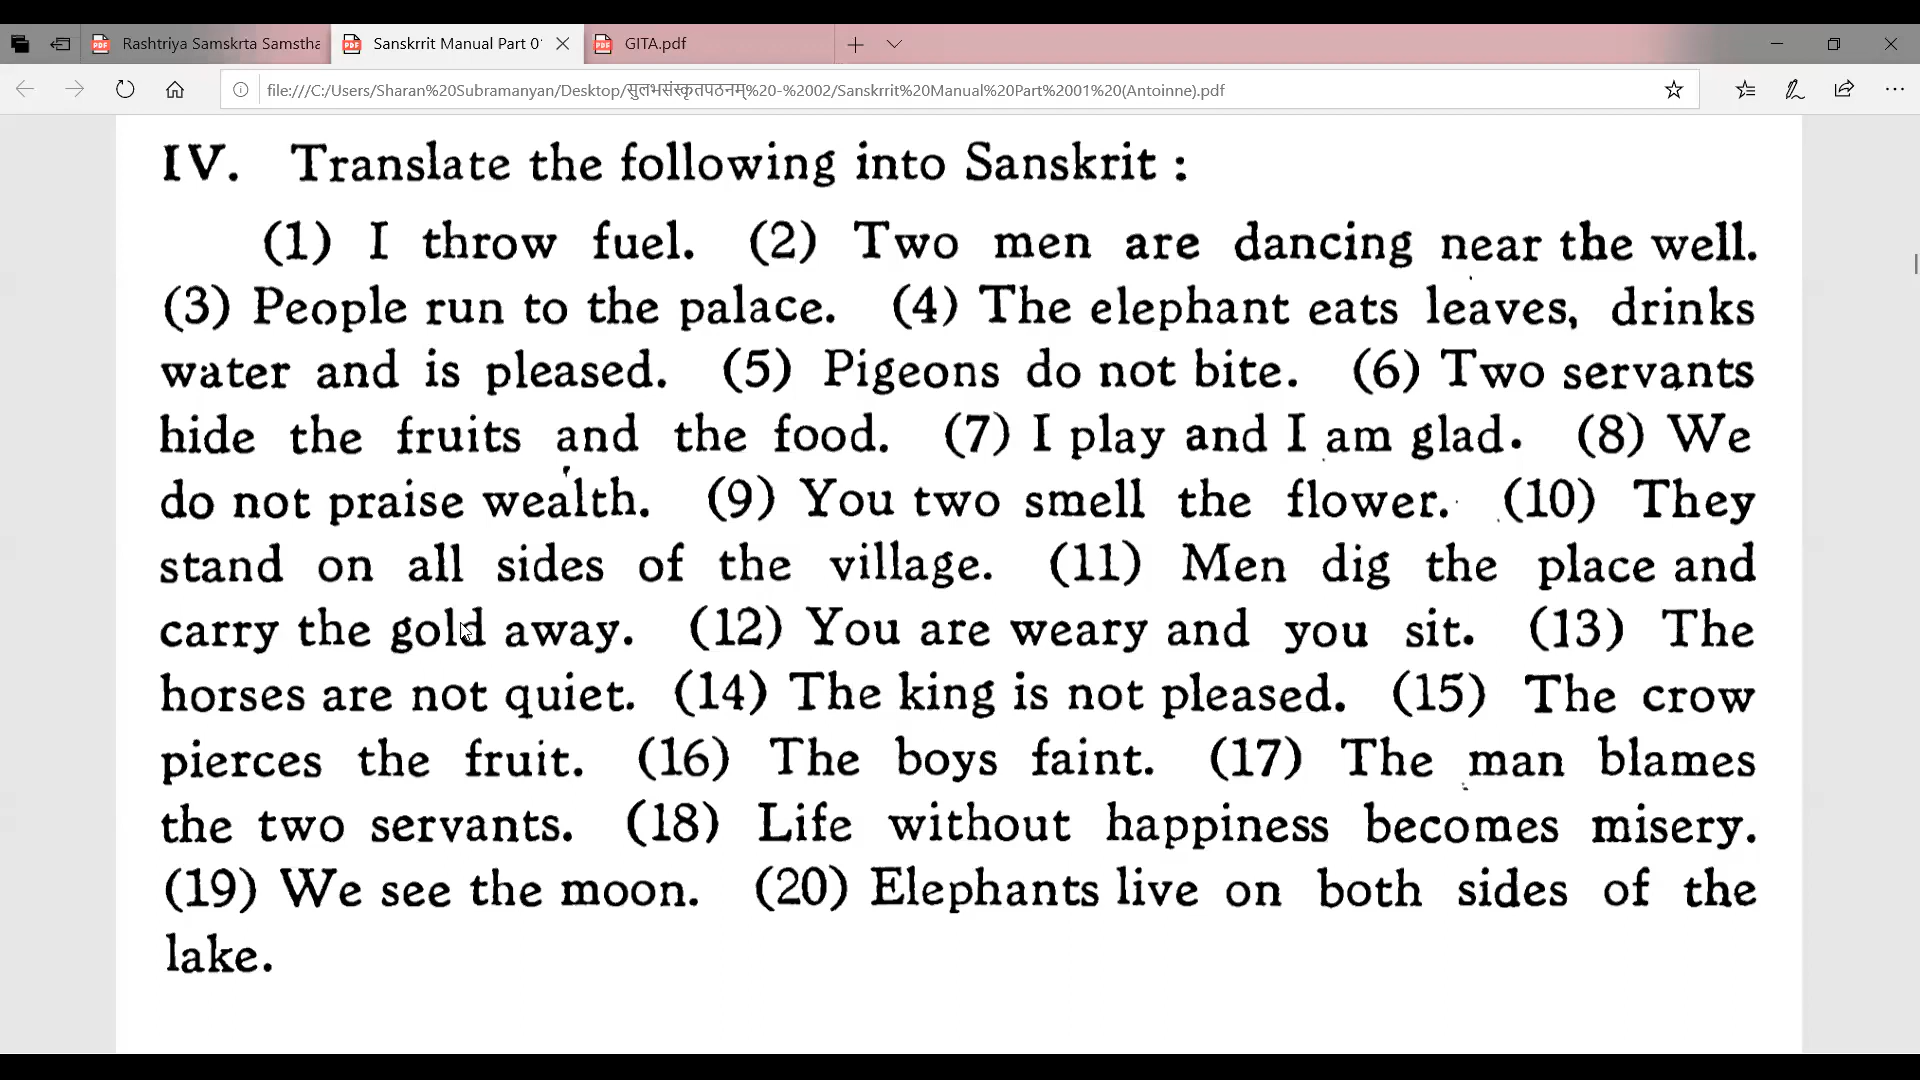 Rashtriya Samskrta Samstha
Sanskrrit Manual Part 0
GITA.pdf
file:///C:/Users/Sharan%20Subramanyan/Desktop/सुलभसंस्कृतपठनम्%20-%2002/Sanskrrit%20Manual%20Part%2001%20(Antoinne).pdf
IV. Translate the following into Sanskrit :
(1) I throw fuel. (2) Two men are dancing near the well.
(3) People run to the palace. (4) The elephant eats leaves, drinks
water and is pleased. (5) Pigeons do not bite. (6) Two servants
hide the fruits and the food. (7) I play and I am glad. (8) We
do not praise wealth. (9) You two smell the flower. (10) They
stand on all sides of the village. (11) Men dig the place and
carry the gold away. (12) You are weary and you sit. (13) The
horses are not quiet. (14) The king is not pleased. (15) The crow
pierces the fruit. (16) The boys faint. (17) The man blames
the two servants. (18) Life without happiness becomes misery.
(19) We see the moon. (20) Elephants live on both sides of the
lake.